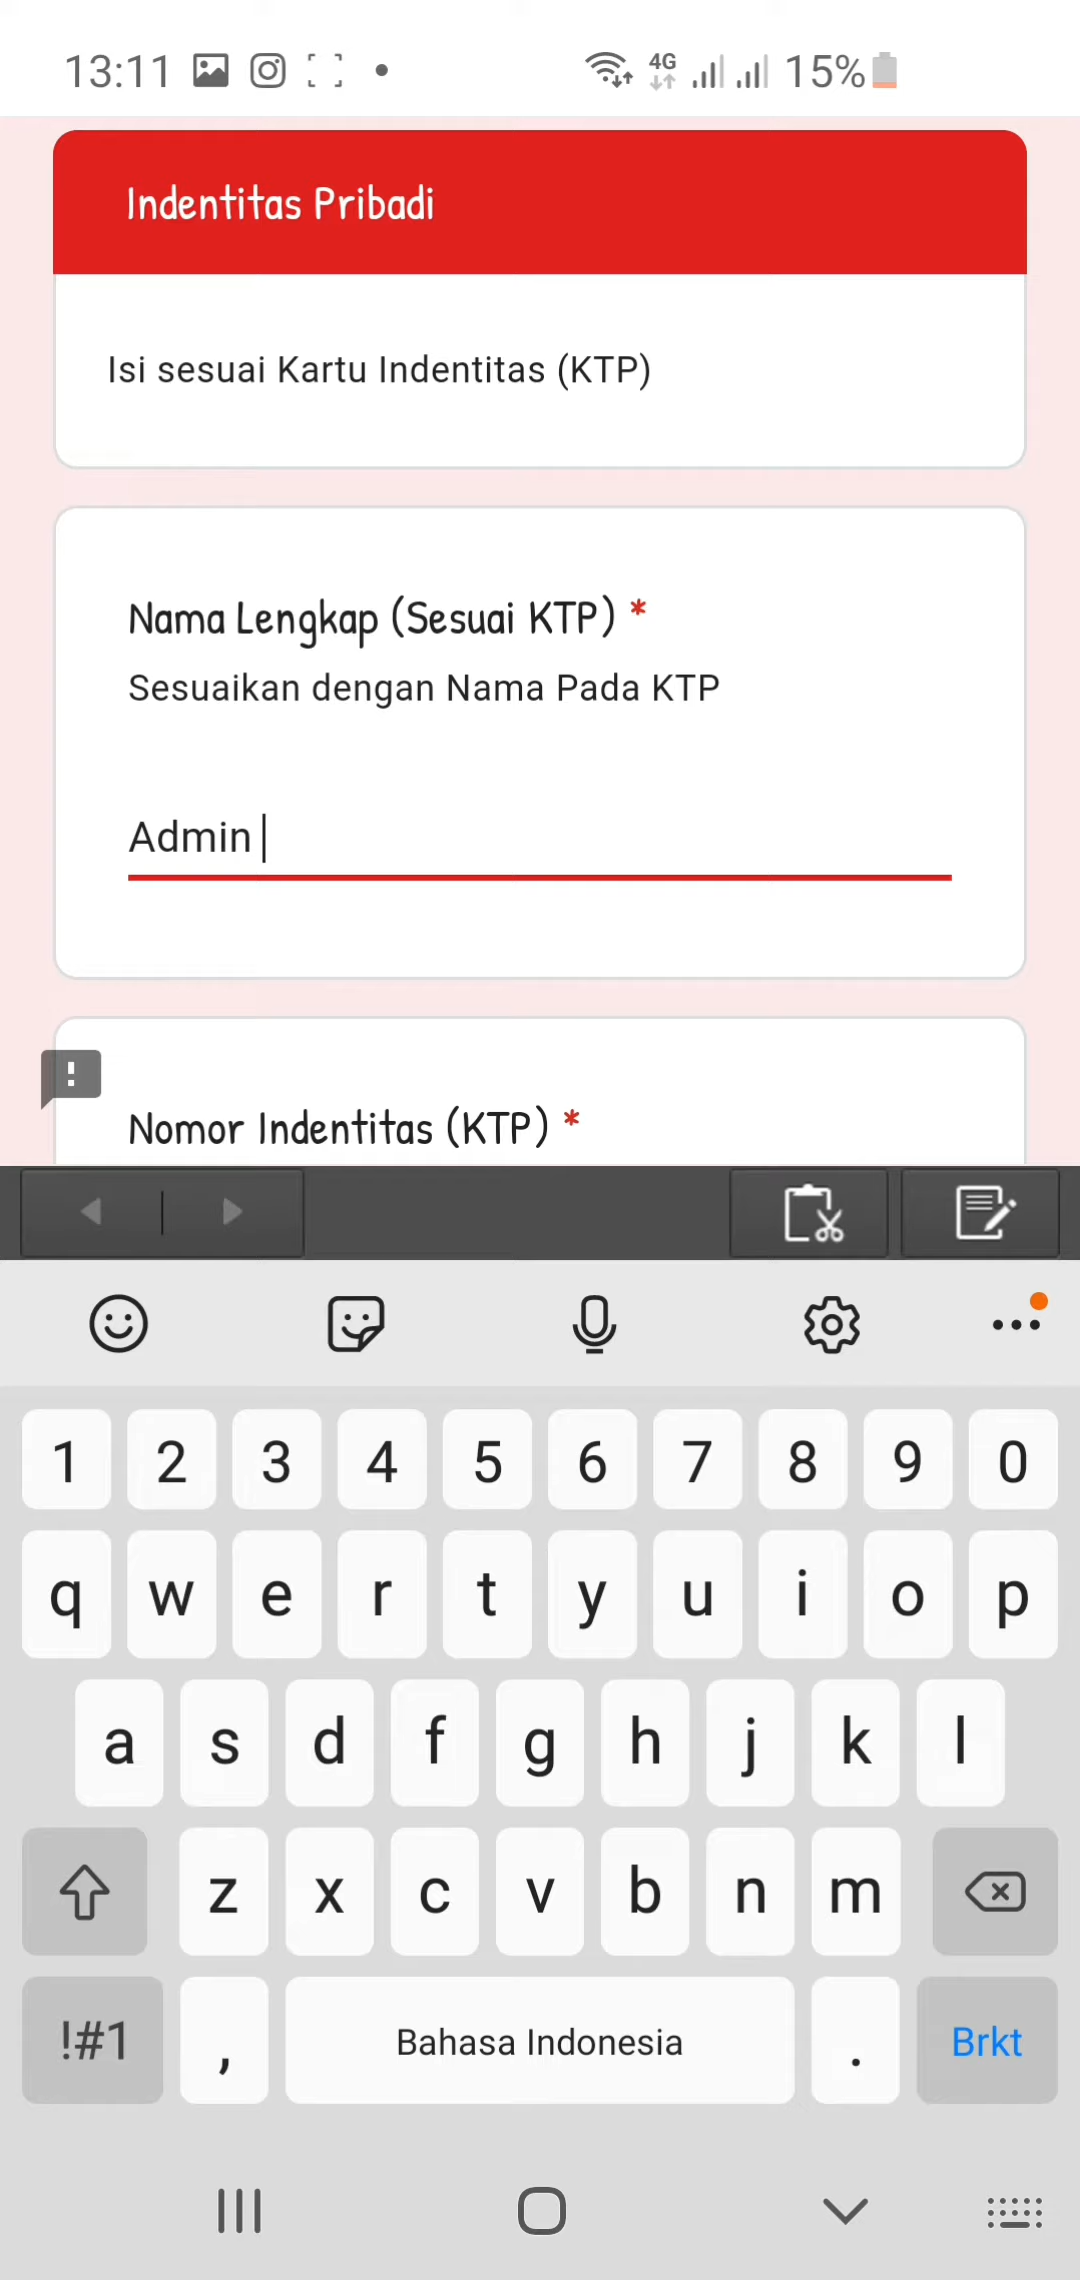 13:11 4G 15%
Indentitas Pribadi
Isi sesuai Kartu Indentitas (KTP)
Nama Lengkap (Sesuai KTP) *
Sesuaikan dengan Nama Pada KTP
Admin
Nomor Indentitas (KTP) *
1 2 3 4 5 6 7 8 9 0
q w e r t y u i o p
a s d f g h j k l
z x c v b n m
!#1 , Bahasa Indonesia . Brkt